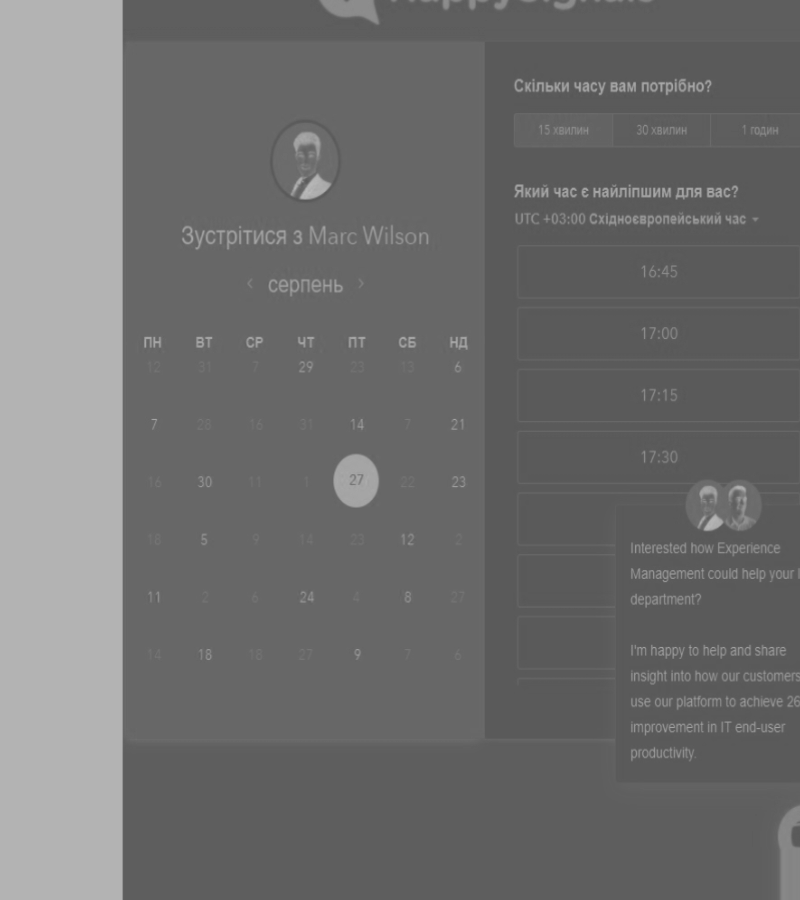 HappySignals
Зустрітися з Marc Wilson
‹ серпень ›
ПН ВТ СР ЧТ ПТ СБ НД
12 31 7 29 23 13 6
7 28 16 31 14 7 21
16 30 11 1 27 22 23
18 5 9 14 23 12 2
11 2 6 24 4 8 27
14 18 18 27 9 7 6
Скільки часу вам потрібно?
15 хвилин 30 хвилин 1 годин
Який час є найліпшим для вас?
UTC +03:00 Східноєвропейський час
16:45
17:00
17:15
17:30
Interested how Experience
Management could help your
department?
I'm happy to help and share
insight into how our customers
use our platform to achieve 26
improvement in IT end-user
productivity.